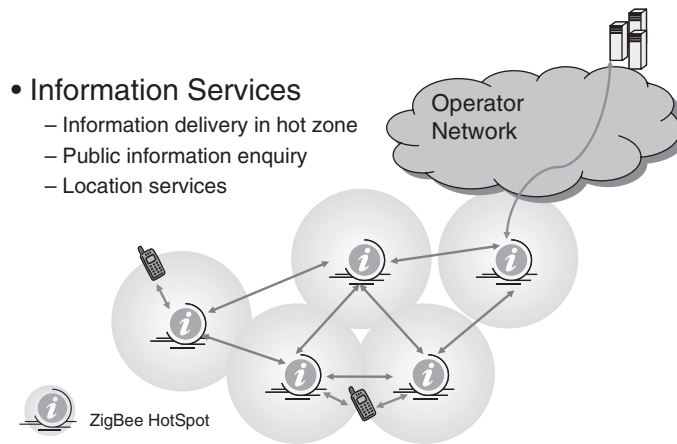 • Information Services
– Information delivery in hot zone
– Public information enquiry
– Location services
Operator
Network
i
i
i
i
i
i
ZigBee HotSpot